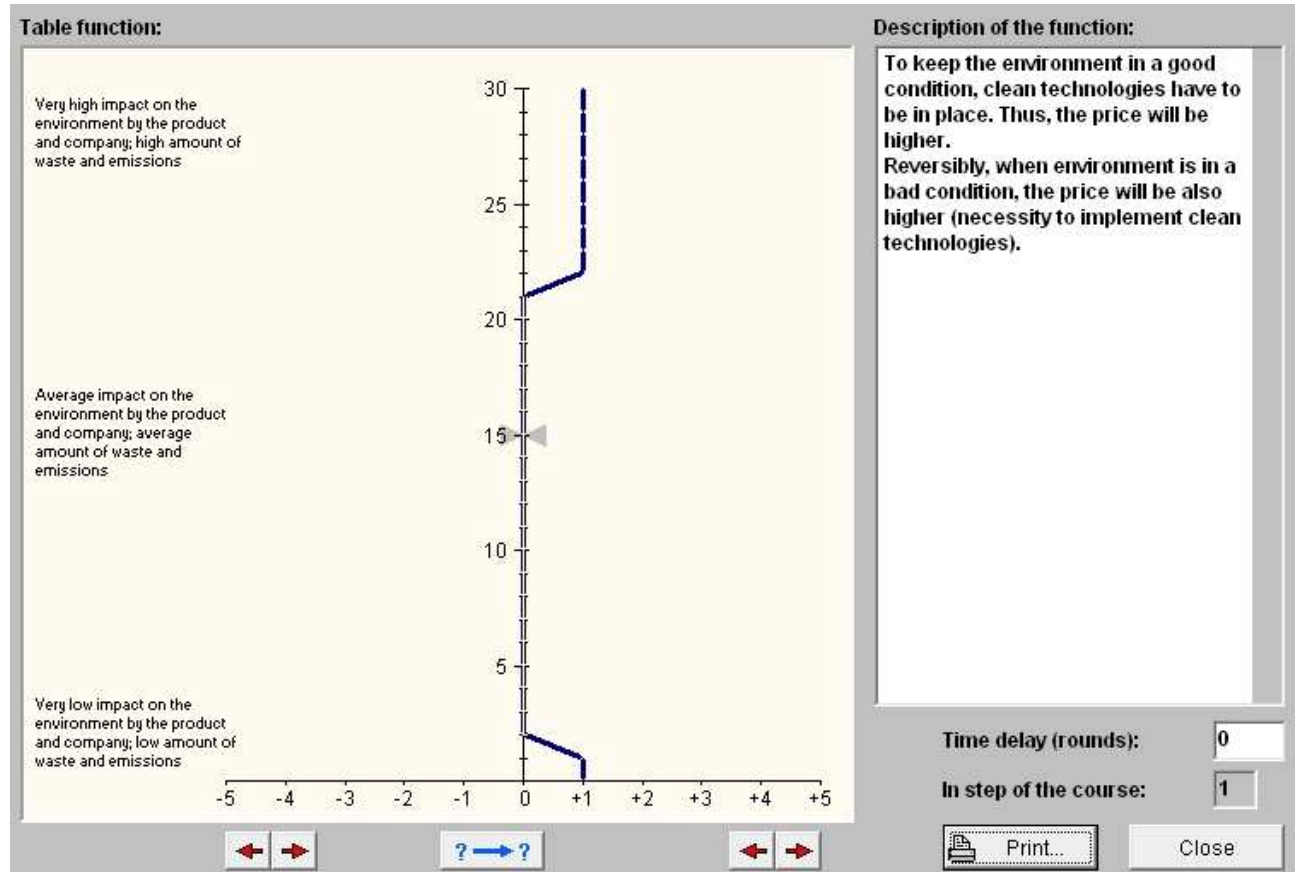 Table function:
Description of the function:
Very high impact on the
environment by the product
and company; high amount of
waste and emissions
Average impact on the
environment by the product
and company; average
amount of waste and
emissions
Very low impact on the
environment by the product
and company; low amount of
waste and emissions
30
25
20
15
10
5
-5 -4 -3 -2 -1 0 +1 +2 +3 +4 +5
? ?
To keep the environment in a good
condition, clean technologies have to
be in place. Thus, the price will be
higher.
Reversibly, when environment is in a
bad condition, the price will be also
higher (necessity to implement clean
technologies).
Time delay (rounds): 0
In step of the course: 1
Print... Close